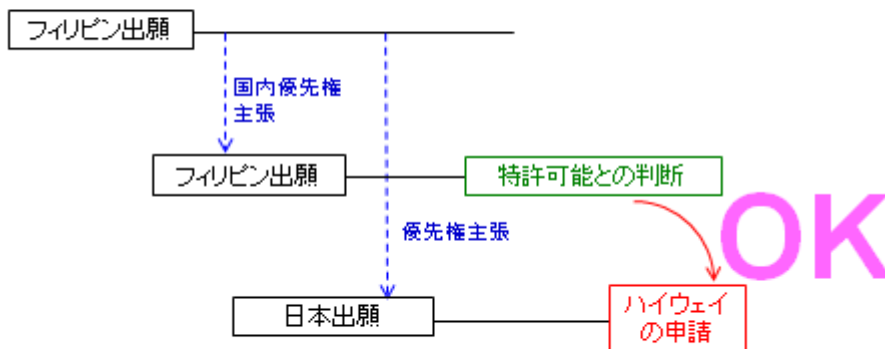 フィリピン出願
国内優先権
主張
フィリピン出願
特許可能との判断
OK
優先権主張
日本出願
ハイウェイ
の申請